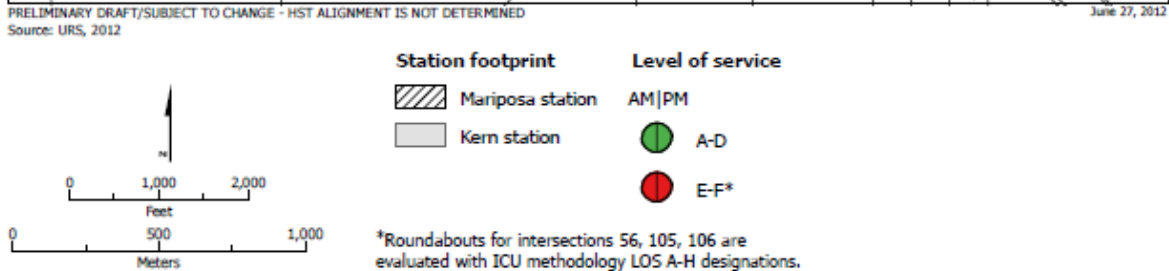 PRELIMINARY DRAFT/SUBJECT TO CHANGE - HST ALIGNMENT IS NOT DETERMINED
June 27, 2012
Source: URS, 2012
Station footprint
Level of service
Mariposa station
AM|PM
Kern station
A-D
E-F*
N
0 1,000 2,000
Feet
0 500 1,000
Meters
*Roundabouts for intersections 56, 105, 106 are
evaluated with ICU methodology LOS A-H designations.